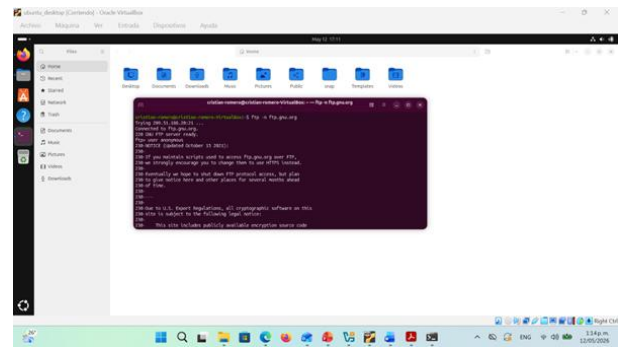 ubuntu_desktop [Corriendo] - Oracle VirtualBox
Archivo Máquina Ver Entrada Dispositivos Ayuda
May 12 17:11
Files
Home
Home
Recent
Starred
Network
Trash
Documents
Music
Pictures
Videos
Downloads
Desktop Documents Downloads Music Pictures Public snap Templates Videos
cristian-romero@cristian-romero-VirtualBox: ~ — ftp -n ftp.gnu.org
cristian-romero@cristian-romero-VirtualBox:~$ ftp -n ftp.gnu.org
Trying 209.51.188.20:21 ...
Connected to ftp.gnu.org.
220 GNU FTP server ready.
ftp> user anonymous
230-NOTICE (Updated October 15 2021):
230-
230-If you maintain scripts used to access ftp.gnu.org over FTP,
230-we strongly encourage you to change them to use HTTPS instead.
230-
230-Eventually we hope to shut down FTP protocol access, but plan
230-to give notice here and other places for several months ahead
230-of time.
230-
230-----
230-
230-Due to U.S. Export Regulations, all cryptographic software on this
230-site is subject to the following legal notice:
230-
230- This site includes publicly available encryption source code
Right Ctrl
26°
ENG
1:14 p. m.
12/05/2026